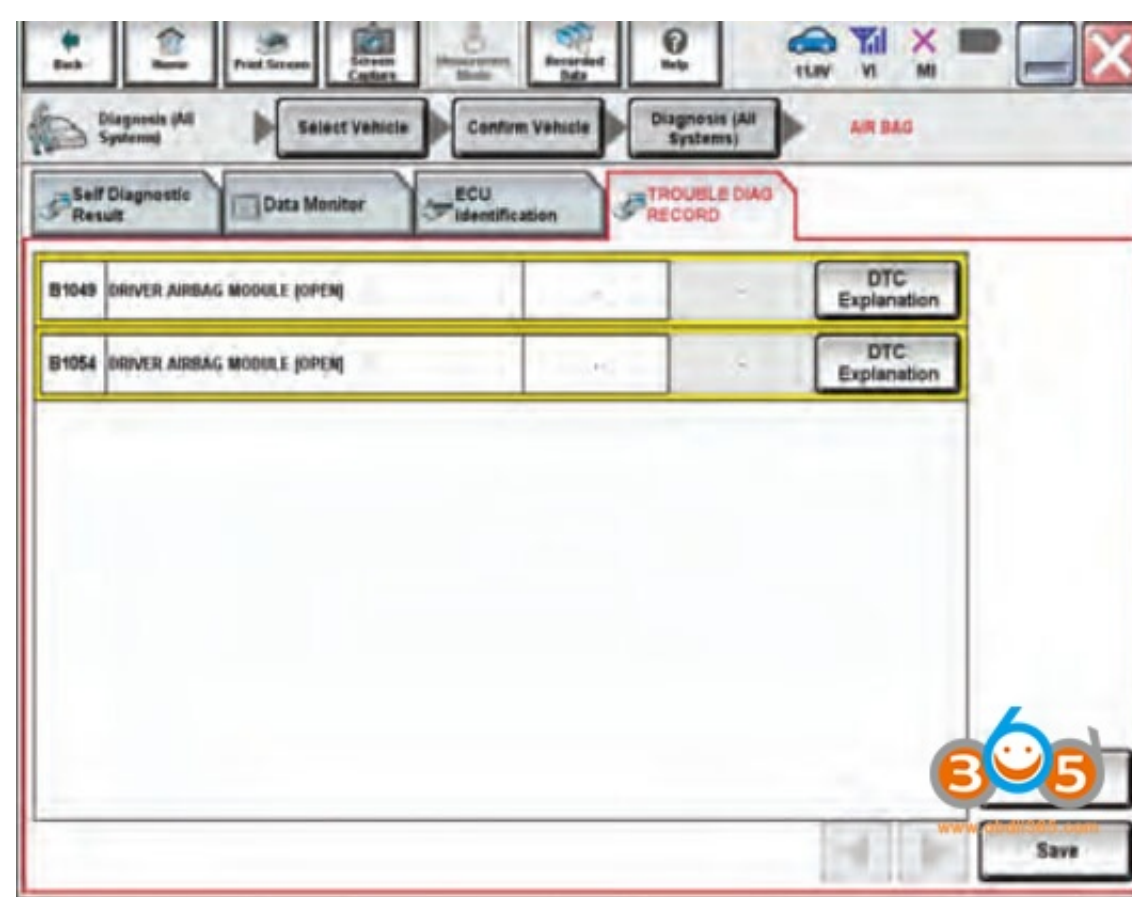 Back
Home
Print Screen
Screen
Capture
Measurement
Mode
Recorded
Data
Help
VI
MI
Diagnosis (All
Systems)
Select Vehicle
Confirm Vehicle
Diagnosis (All
Systems)
AIR BAG
Self Diagnostic
Result
Data Monitor
ECU
Identification
TROUBLE DIAG
RECORD
B1049 DRIVER AIRBAG MODULE [OPEN] - - DTC
Explanation
B1054 DRIVER AIRBAG MODULE [OPEN] - - DTC
Explanation
365
Save